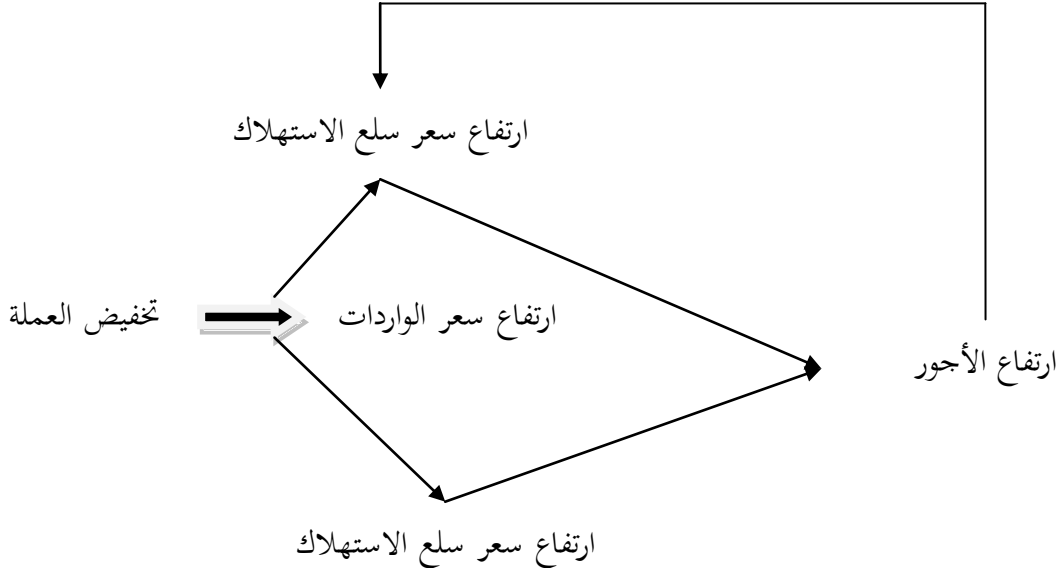 ارتفاع سعر سلع الاستهلاك
تخفيض العملة
ارتفاع سعر الواردات
ارتفاع الأجور
ارتفاع سعر سلع الاستهلاك